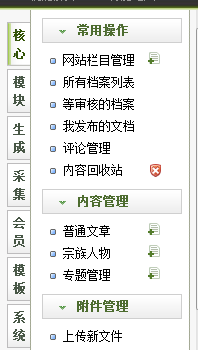 核心
模块
生成
采集
会员
模板
系统
常用操作
网站栏目管理
所有档案列表
等审核的档案
我发布的文档
评论管理
内容回收站
内容管理
普通文章
宗族人物
专题管理
附件管理
上传新文件